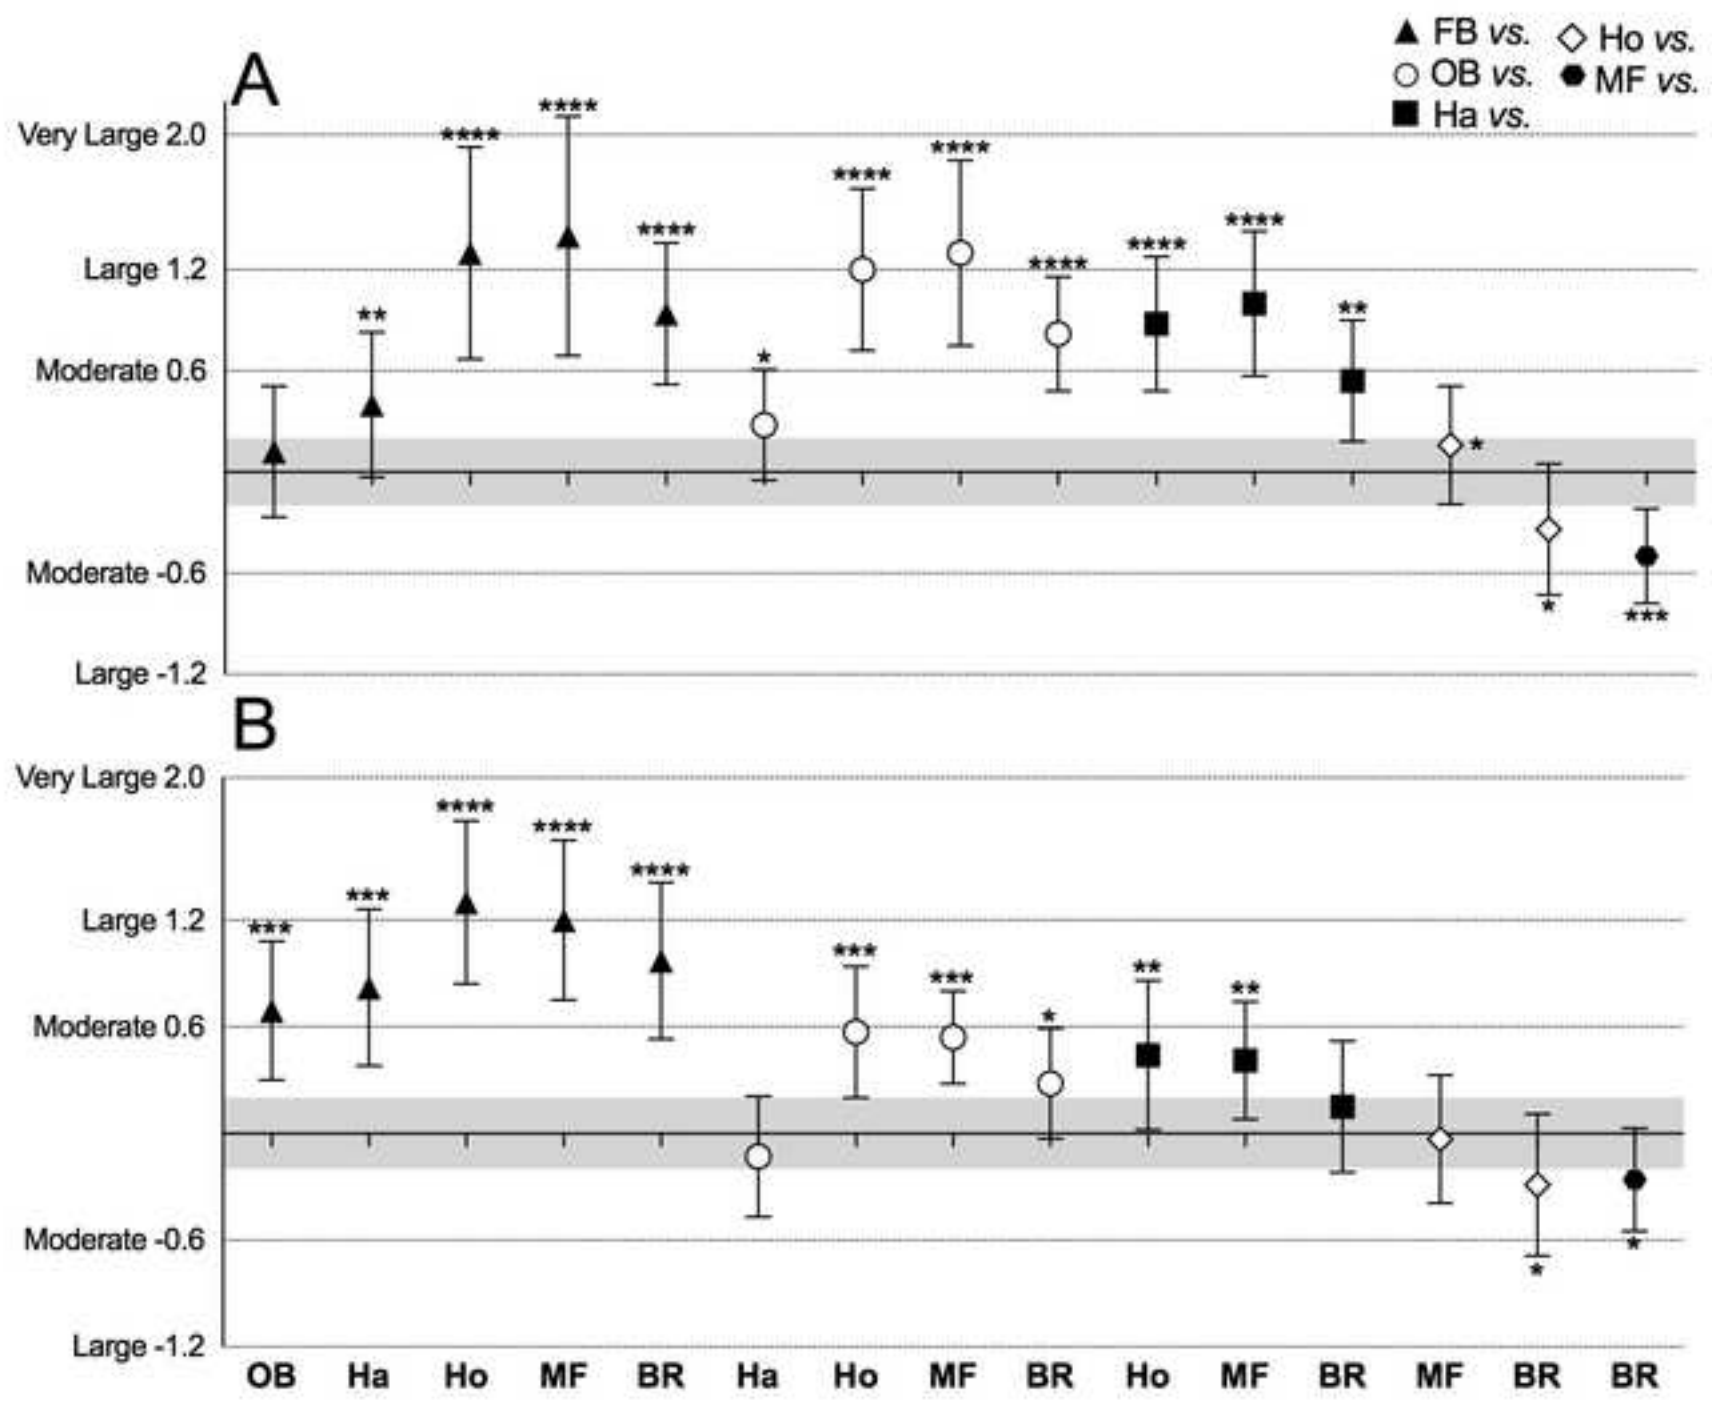 A
FB vs.
Ho vs.
OB vs.
MF vs.
Ha vs.
****
****
Very Large 2.0
****
****
****
****
****
****
****
Large 1.2
**
**
*
Moderate 0.6
*
Moderate -0.6
*
***
Large -1.2
B
Very Large 2.0
****
****
****
***
Large 1.2
***
***
**
***
**
*
Moderate 0.6
Moderate -0.6
*
*
Large -1.2
OB Ha Ho MF BR Ha Ho MF BR Ho MF BR MF BR BR